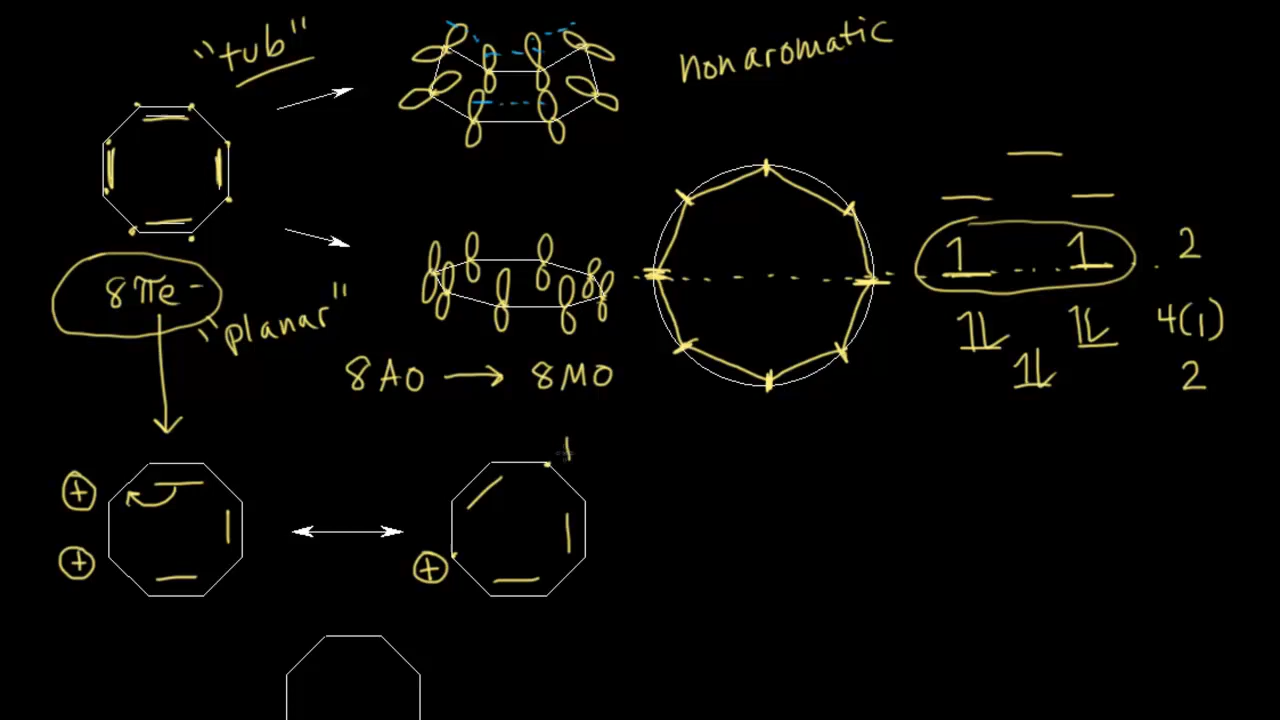 "tub"
nonaromatic
8πe-
"planar"
8AO → 8MO
2
4(1)
2
+
+
+